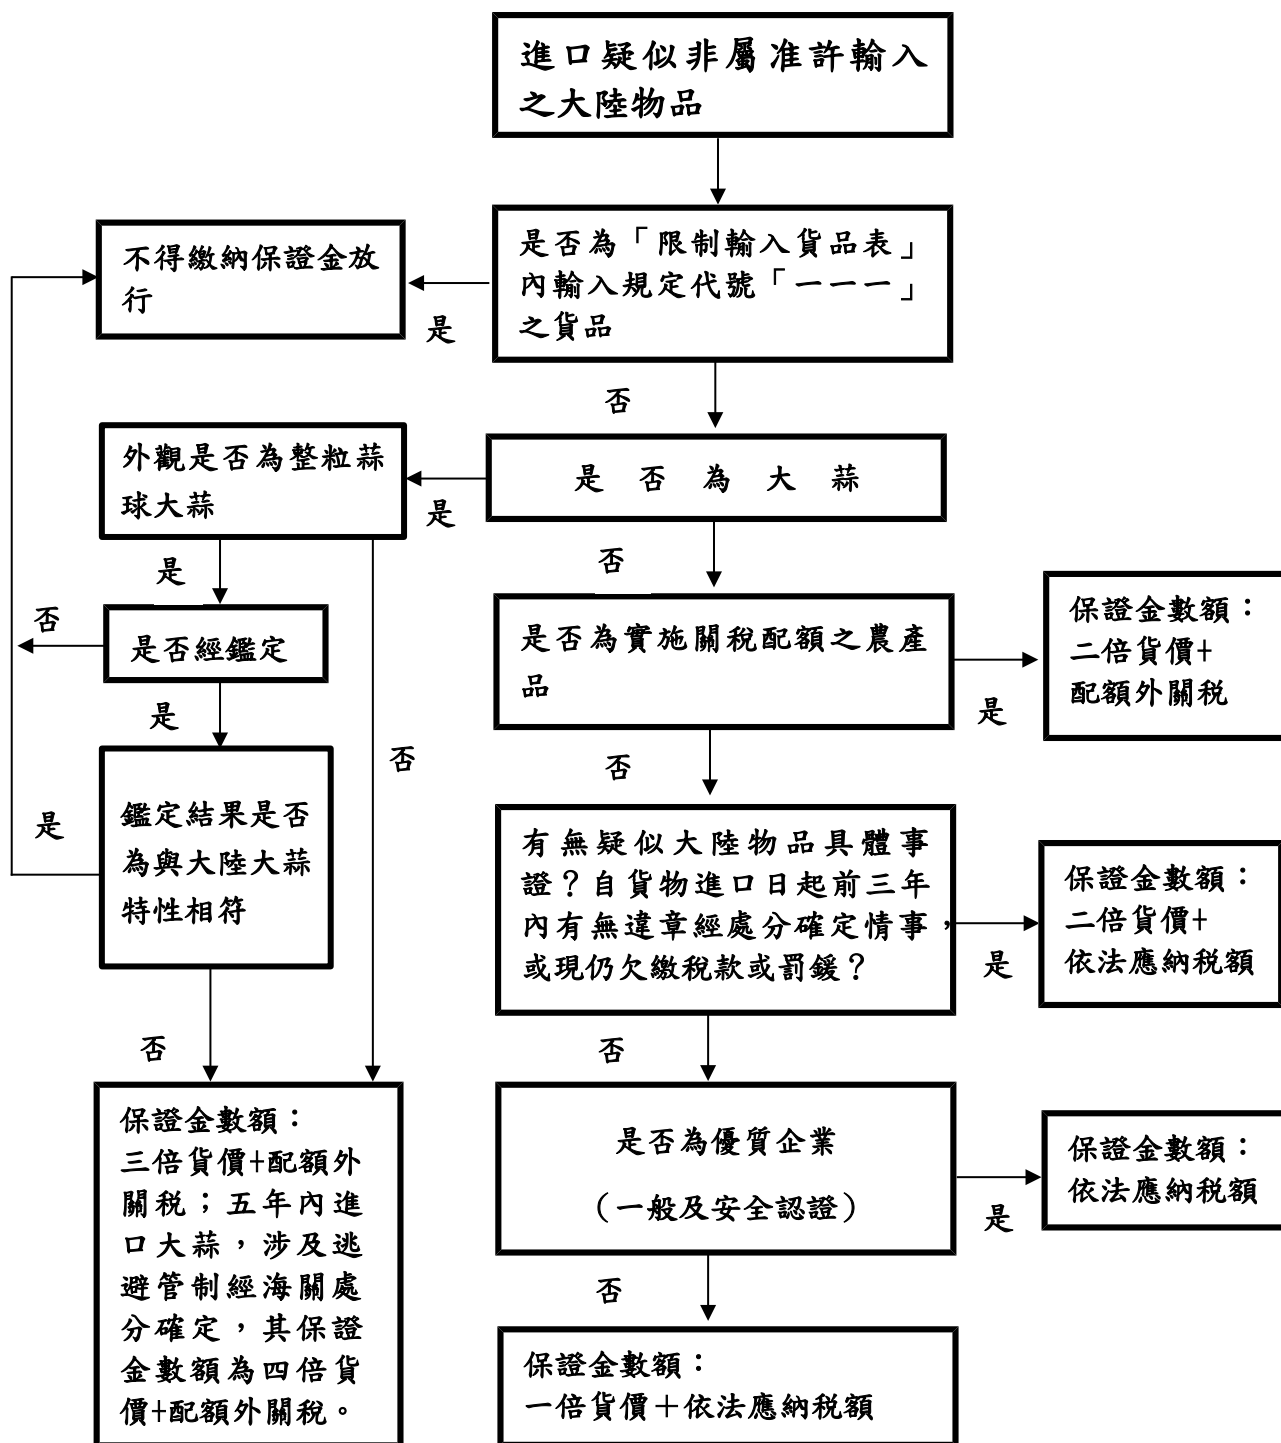 進口疑似非屬准許輸入
之大陸物品
不得繳納保證金放
行
是
是否為「限制輸入貨品表」
內輸入規定代號「一一一」
之貨品
否
外觀是否為整粒蒜
球大蒜
是
是否為大蒜
是
否
否
是否經鑑定
是否為實施關稅配額之農產
品
是
保證金數額：
二倍貨價+
配額外關稅
是
否
否
是
鑑定結果是否
為與大陸大蒜
特性相符
有無疑似大陸物品具體事
證？自貨物進口日起前三年
內有無違章經處分確定情事，
或現仍欠繳稅款或罰鍰？
是
保證金數額：
二倍貨價+
依法應納稅額
否
否
保證金數額：
三倍貨價+配額外
關稅；五年內進
口大蒜，涉及逃
避管制經海關處
分確定，其保證
金數額為四倍貨
價+配額外關稅。
是否為優質企業
（一般及安全認證）
是
保證金數額：
依法應納稅額
否
保證金數額：
一倍貨價＋依法應納稅額